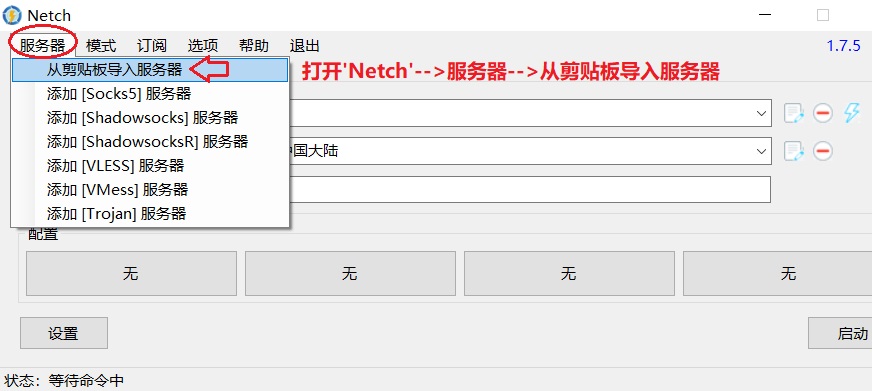 Netch
服务器 模式 订阅 选项 帮助 退出 1.7.5
从剪贴板导入服务器
打开'Netch'-->服务器-->从剪贴板导入服务器
添加 [Socks5] 服务器
添加 [Shadowsocks] 服务器
添加 [ShadowsocksR] 服务器
国大陆
添加 [VLESS] 服务器
添加 [VMess] 服务器
添加 [Trojan] 服务器
配置
无 无 无 无
设置 启动
状态：等待命令中